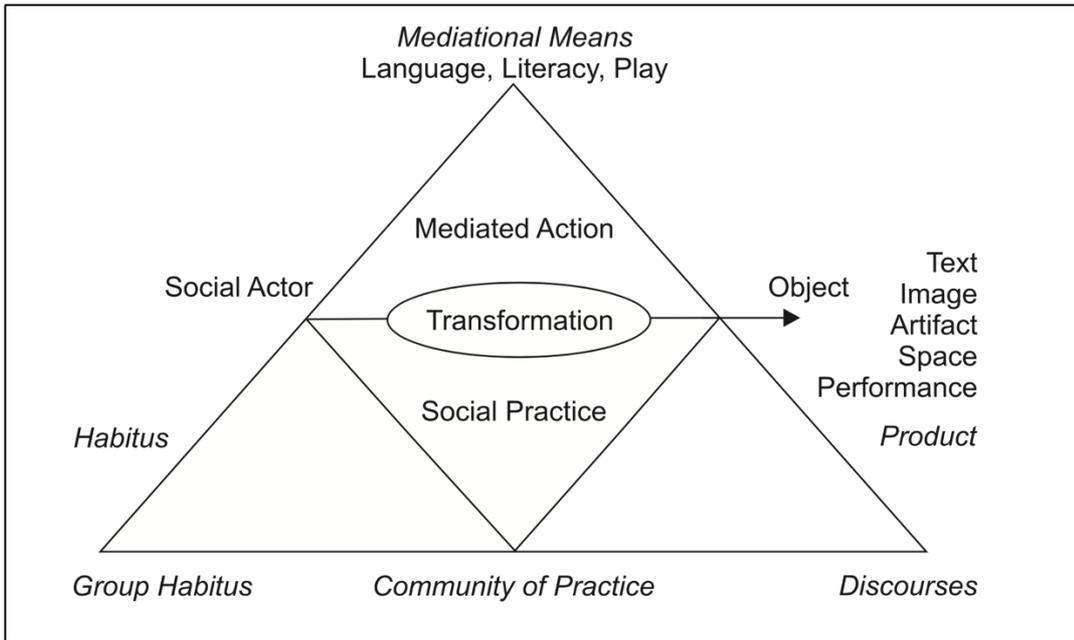 Mediational Means
Language, Literacy, Play
Mediated Action
Social Actor
Transformation
Object
Text
Image
Artifact
Space
Performance
Social Practice
Habitus
Product
Group Habitus
Community of Practice
Discourses